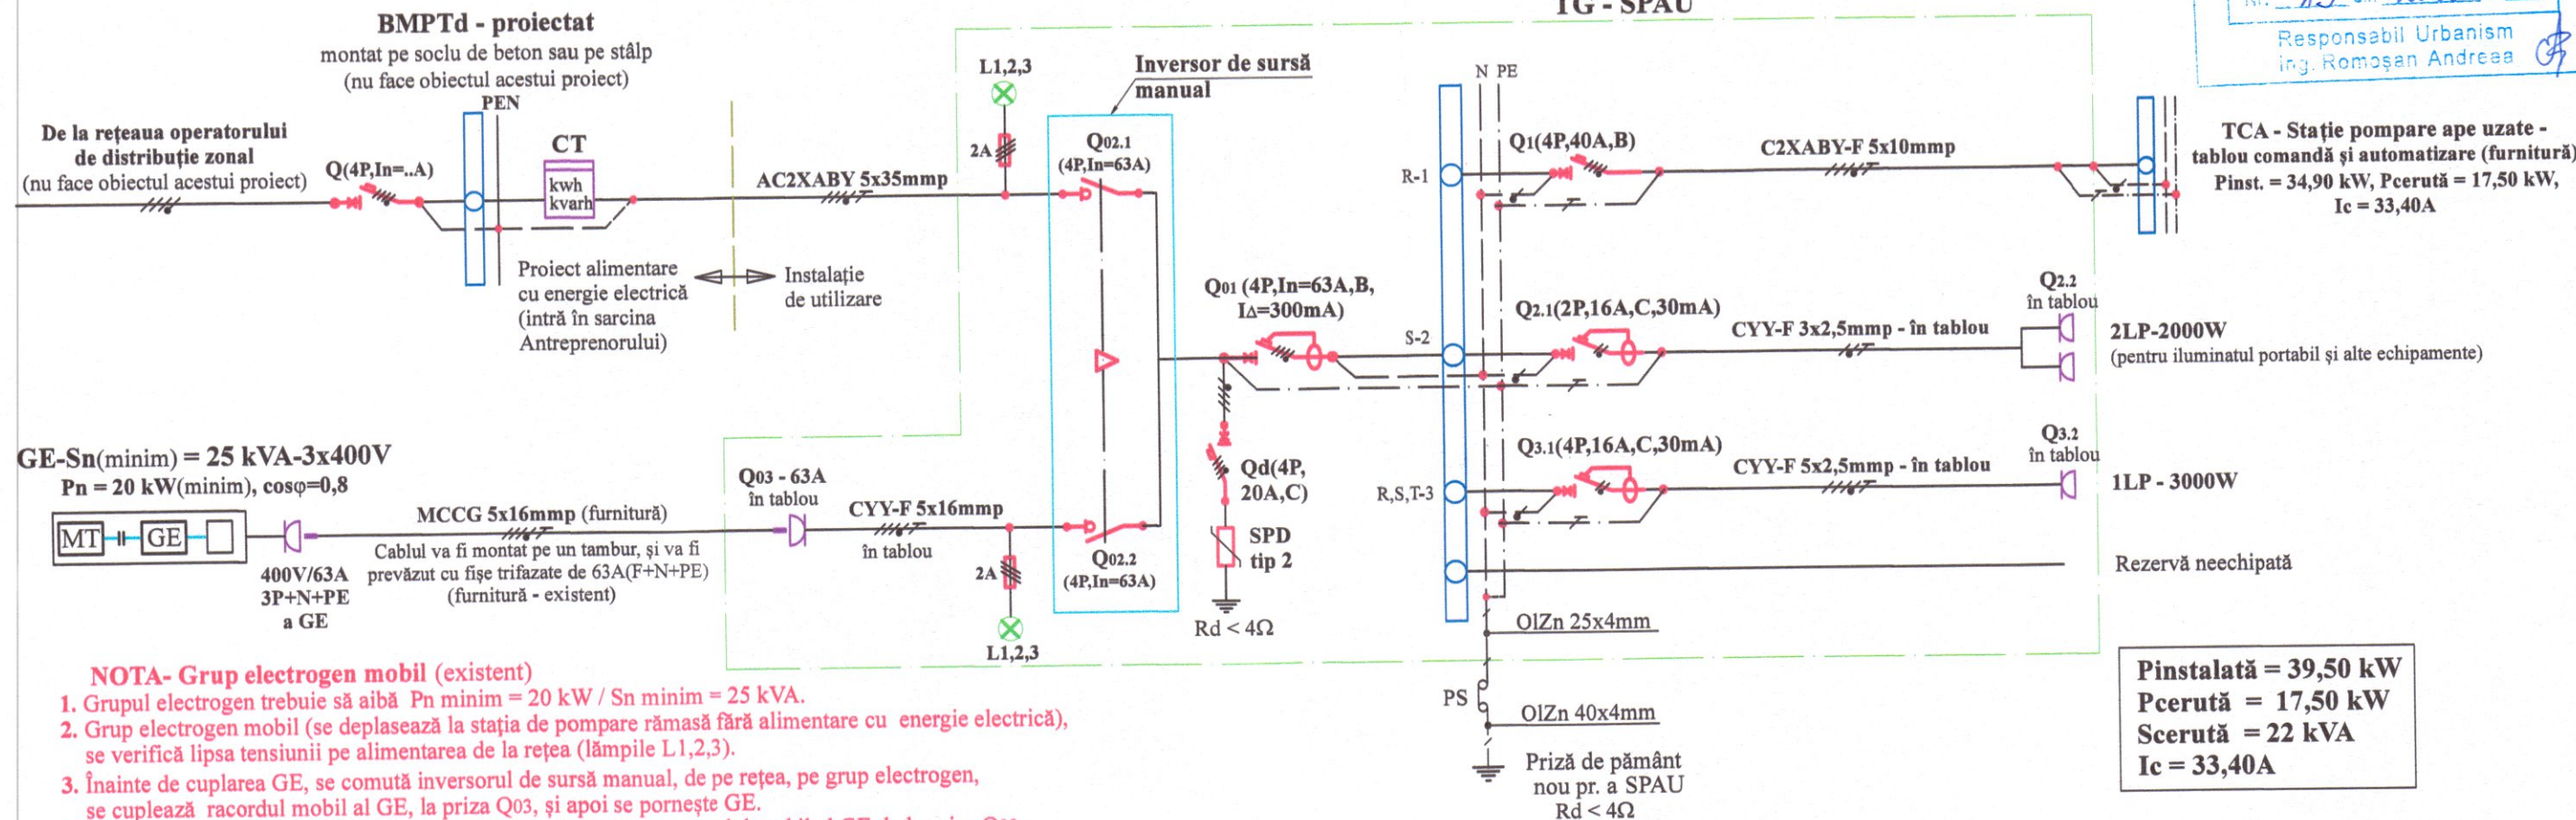 TG - SPAU
Responsabil Urbanism
ing. Romoșan Andreea
BMPTd - proiectat
montat pe soclu de beton sau pe stâlp
(nu face obiectul acestui proiect)
PEN
De la rețeaua operatorului
de distribuție zonal
(nu face obiectul acestui proiect)
Q(4P,In=..A)
CT
kwh
kvarh
AC2XABY 5x35mmp
Proiect alimentare
cu energie electrică
(intră în sarcina
Antreprenorului)
Instalație
de utilizare
L1,2,3
2A
Inversor de sursă
manual
Q02.1
(4P,In=63A)
Q01 (4P,In=63A,B,
IΔ=300mA)
N PE
R-1
Q1(4P,40A,B)
C2XABY-F 5x10mmp
TCA - Stație pompare ape uzate -
tablou comandă și automatizare (furnitură)
Pinst. = 34,90 kW, Pcerută = 17,50 kW,
Ic = 33,40A
S-2
Q2.1(2P,16A,C,30mA)
CYY-F 3x2,5mmp - în tablou
Q2.2
în tablou
2LP-2000W
(pentru iluminatul portabil și alte echipamente)
R,S,T-3
Q3.1(4P,16A,C,30mA)
CYY-F 5x2,5mmp - în tablou
Q3.2
în tablou
1LP - 3000W
Rezervă neechipată
GE-Sn(minim) = 25 kVA-3x400V
Pn = 20 kW(minim), cosφ=0,8
MT
GE
400V/63A
3P+N+PE
a GE
MCCG 5x16mmp (furnitură)
Cablul va fi montat pe un tambur, și va fi
prevăzut cu fișe trifazate de 63A(F+N+PE)
(furnitură - existent)
Q03 - 63A
în tablou
CYY-F 5x16mmp
în tablou
2A
L1,2,3
Q02.2
(4P,In=63A)
Qd(4P,
20A,C)
SPD
tip 2
Rd < 4Ω
OlZn 25x4mm
PS
OlZn 40x4mm
Priză de pământ
nou pr. a SPAU
Rd < 4Ω
Pinstalată = 39,50 kW
Pcerută = 17,50 kW
Scerută = 22 kVA
Ic = 33,40A
NOTA- Grup electrogen mobil (existent)
1. Grupul electrogen trebuie să aibă Pn minim = 20 kW / Sn minim = 25 kVA.
2. Grup electrogen mobil (se deplasează la stația de pompare rămasă fără alimentare cu energie electrică),
se verifică lipsa tensiunii pe alimentarea de la rețea (lămpile L1,2,3).
3. Înainte de cuplarea GE, se comută inversorul de sursă manual, de pe rețea, pe grup electrogen,
se cuplează racordul mobil al GE, la priza Q03, și apoi se pornește GE.